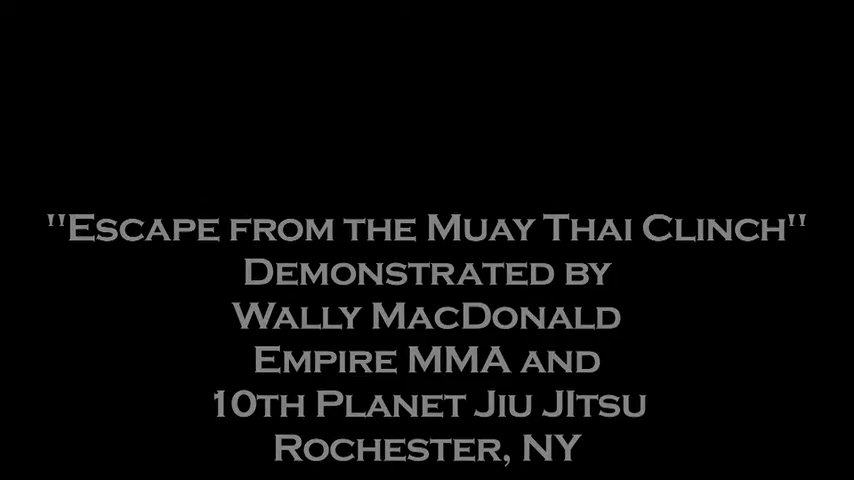 "Escape from the Muay Thai Clinch"
Demonstrated by
Wally MacDonald
Empire MMA and
10th Planet Jiu JItsu
Rochester, NY